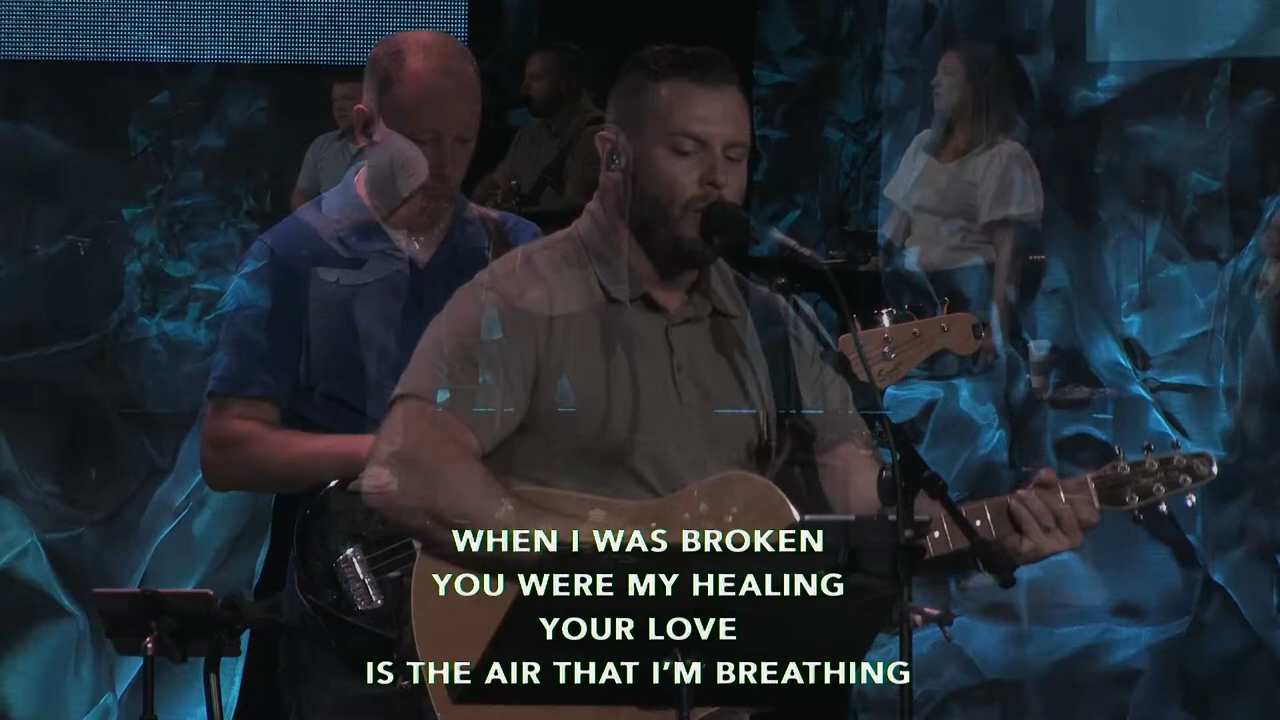 WHEN I WAS BROKEN
YOU WERE MY HEALING
YOUR LOVE
IS THE AIR THAT I'M BREATHING